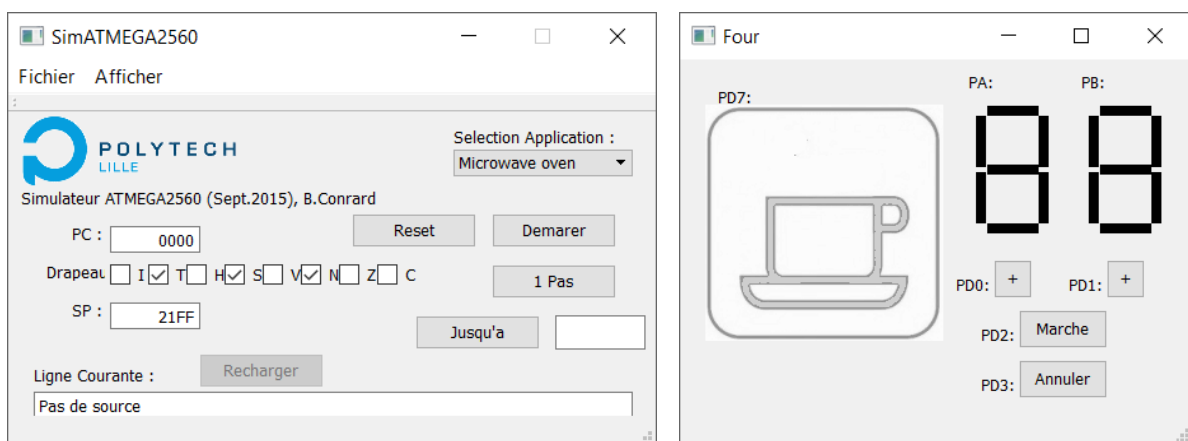 SimATMEGA2560
Fichier Afficher
POLYTECH
LILLE
Selection Application :
Microwave oven
Simulateur ATMEGA2560 (Sept.2015), B.Conrard
PC : 0000
Reset
Demarer
Drapeau I T H S V N Z C
1 Pas
SP : 21FF
Jusqu'a
Ligne Courante :
Recharger
Pas de source
Four
PD7:
PA:
PB:
88
PD0: +
PD1: +
PD2: Marche
PD3: Annuler